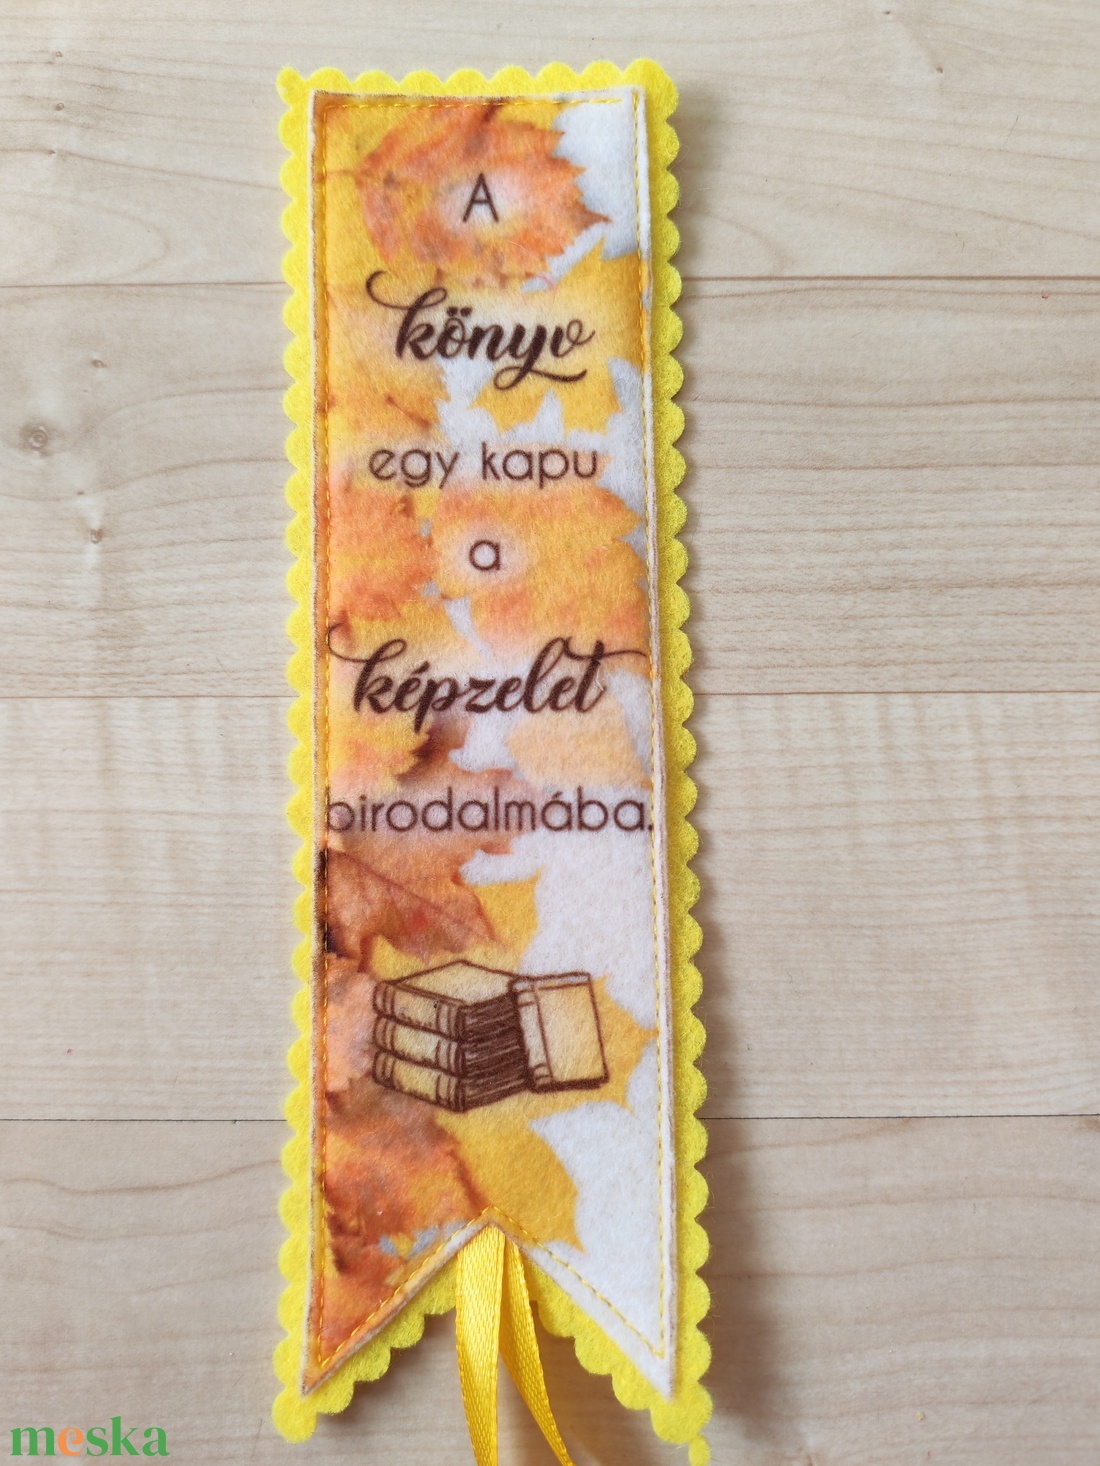 A
könyv
egy kapu
a
képzelet
birodalmába.
meska